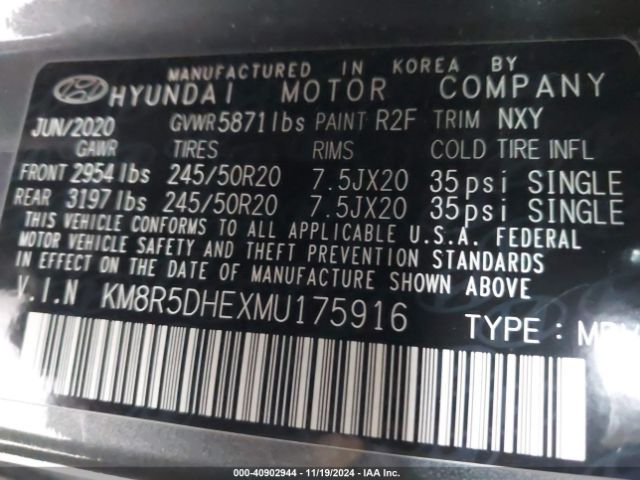 MANUFACTURED IN KOREA BY
HYUNDAI MOTOR COMPANY
JUN/2020 GVWR 5871lbs PAINT R2F TRIM NXY
GAWR TIRES RIMS COLD TIRE INFL
FRONT 2954 lbs 245/50R20 7.5JX20 35psi SINGLE
REAR 3197 lbs 245/50R20 7.5JX20 35psi SINGLE
THIS VEHICLE CONFORMS TO ALL APPLICABLE U.S.A. FEDERAL
MOTOR VEHICLE SAFETY AND THEFT PREVENTION STANDARDS
IN EFFECT ON THE DATE OF MANUFACTURE SHOWN ABOVE.
V.I.N KM8R5DHEXMU175916 TYPE :
000-40902944 - 11/19/2024 - IAA Inc.